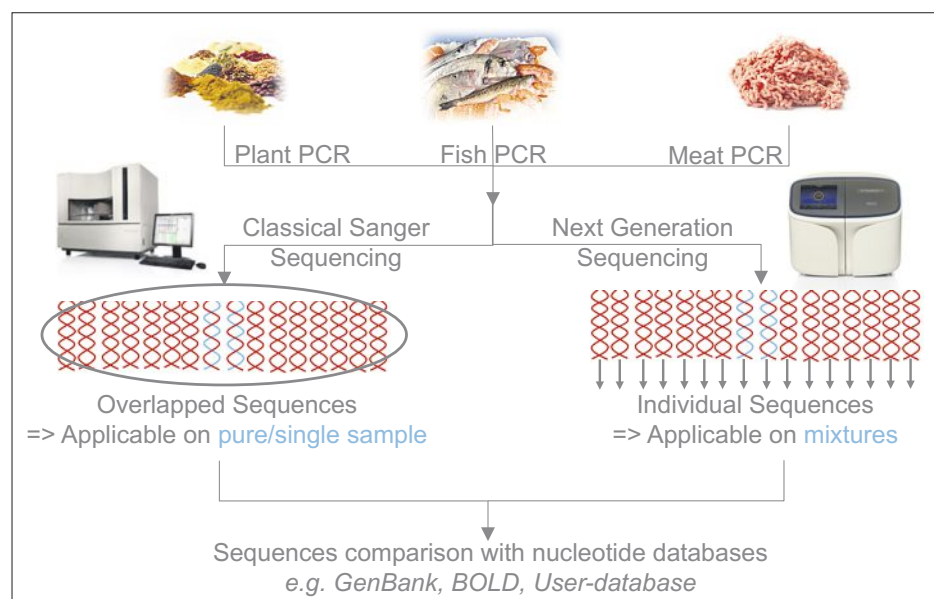 Plant PCR
Fish PCR
Meat PCR
Classical Sanger
Sequencing
Next Generation
Sequencing
Overlapped Sequences
=> Applicable on pure/single sample
Individual Sequences
=> Applicable on mixtures
Sequences comparison with nucleotide databases
e.g. GenBank, BOLD, User-database